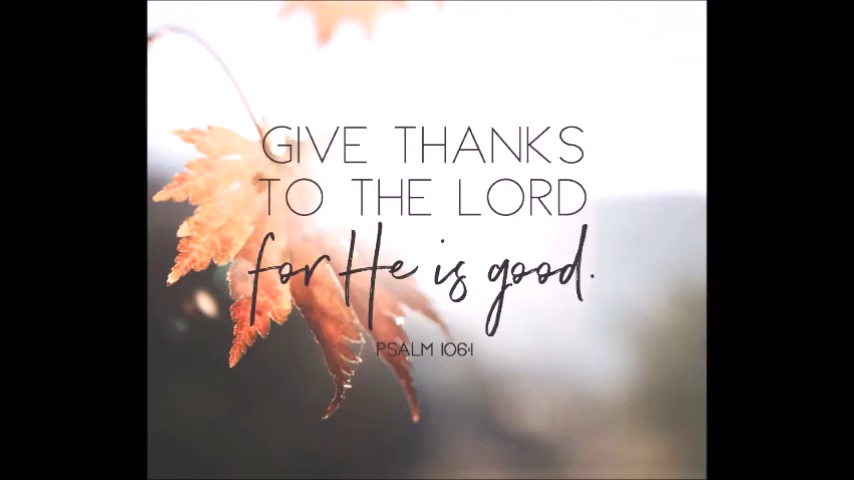 GIVE THANKS
TO THE LORD
for He is good.
PSALM 106:1